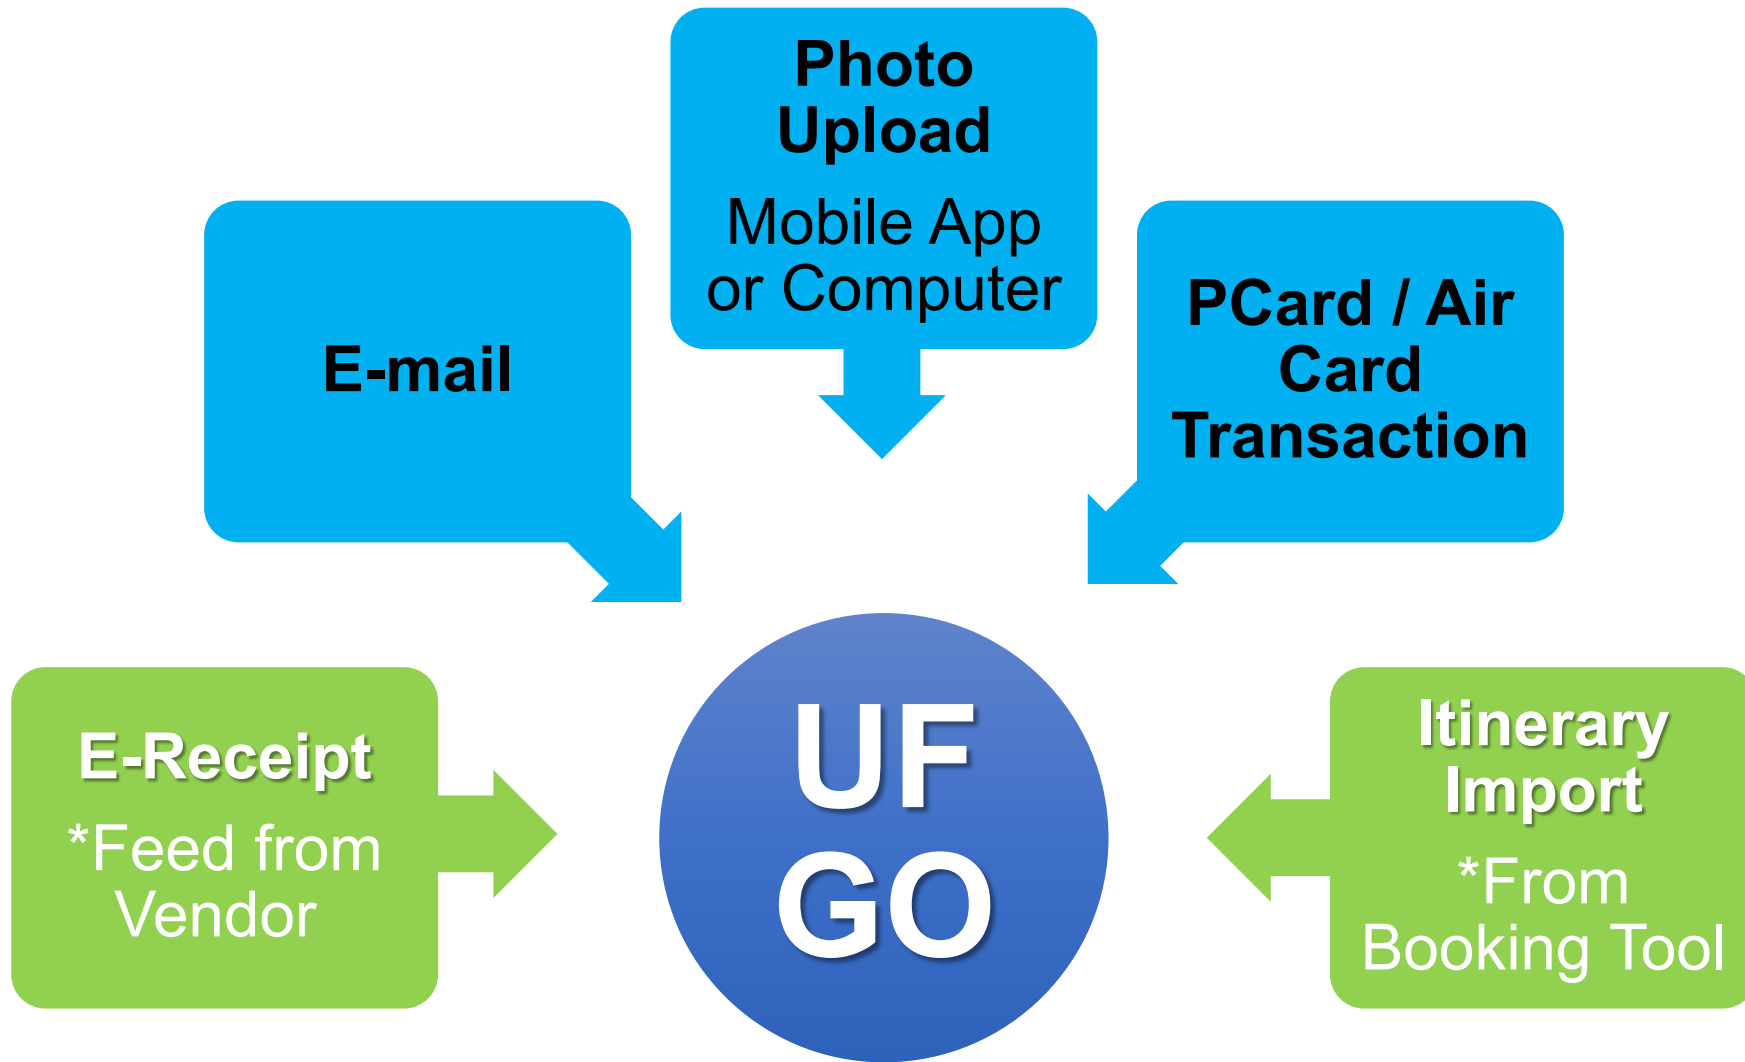 Photo
Upload
Mobile App
or Computer
E-mail
PCard / Air
Card
Transaction
E-Receipt
*Feed from
Vendor
UF
GO
Itinerary
Import
*From
Booking Tool